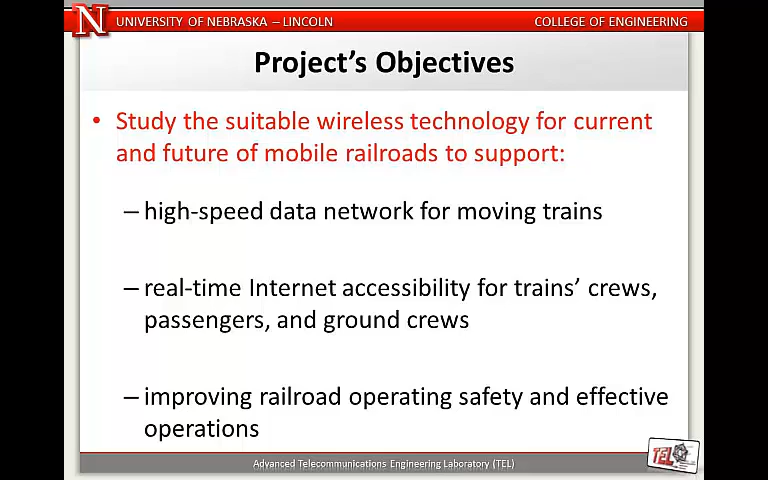 N UNIVERSITY OF NEBRASKA – LINCOLN COLLEGE OF ENGINEERING
Project's Objectives
• Study the suitable wireless technology for current
and future of mobile railroads to support:
– high-speed data network for moving trains
– real-time Internet accessibility for trains' crews,
passengers, and ground crews
– improving railroad operating safety and effective
operations
Advanced Telecommunications Engineering Laboratory (TEL)
TEL